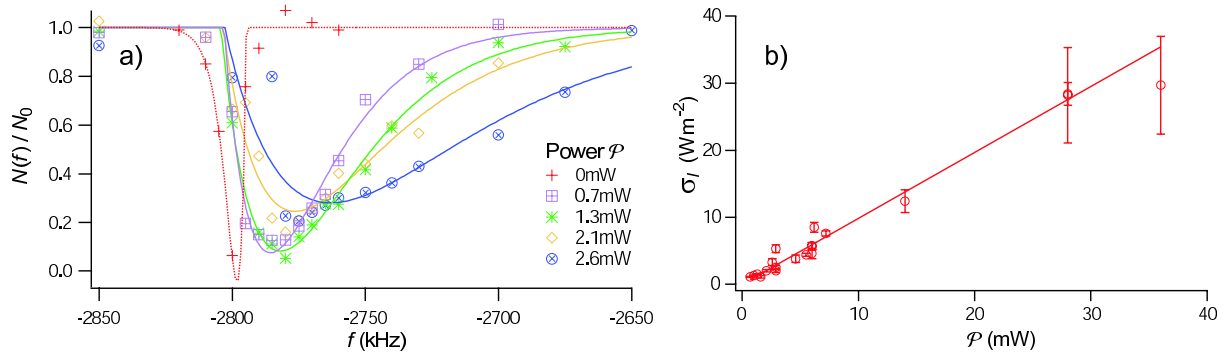 a)
N(f) / N₀
1.0
0.8
0.6
0.4
0.2
0.0
-2850
-2800
-2750
-2700
-2650
f (kHz)
Power 𝒫
0mW
0.7mW
1.3mW
2.1mW
2.6mW
b)
σ_I (Wm⁻²)
40
30
20
10
0
0
10
20
30
40
𝒫 (mW)